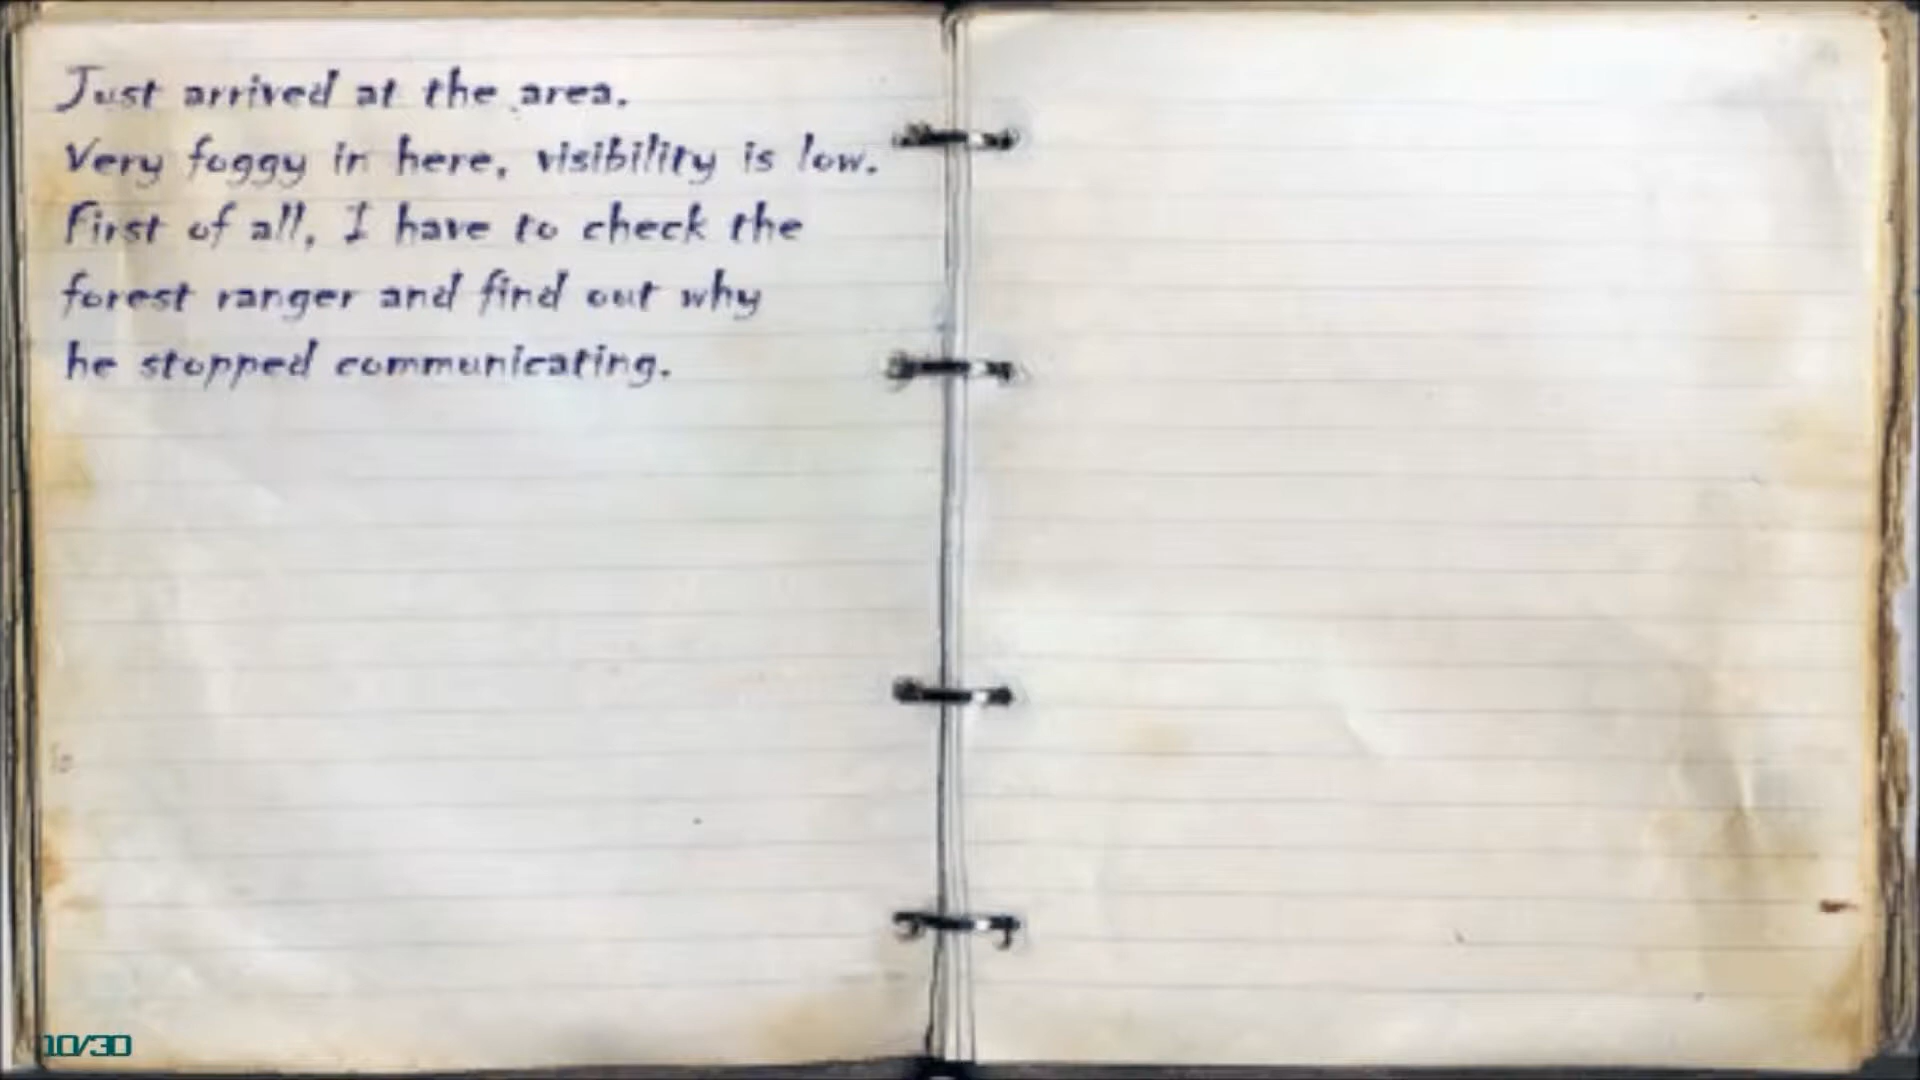 Just arrived at the area.
Very foggy in here, visibility is low.
First of all, I have to check the
forest ranger and find out why
he stopped communicating.
10/30